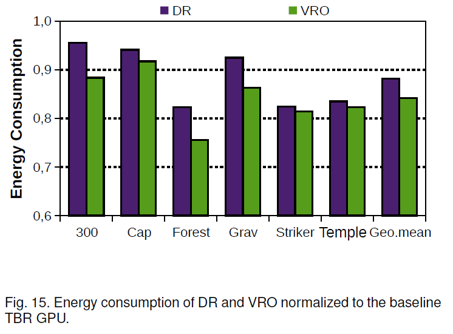 DR VRO
Energy Consumption
1,0
0,9
0,8
0,7
0,6
300 Cap Forest Grav Striker Temple Geo.mean
Fig. 15. Energy consumption of DR and VRO normalized to the baseline
TBR GPU.